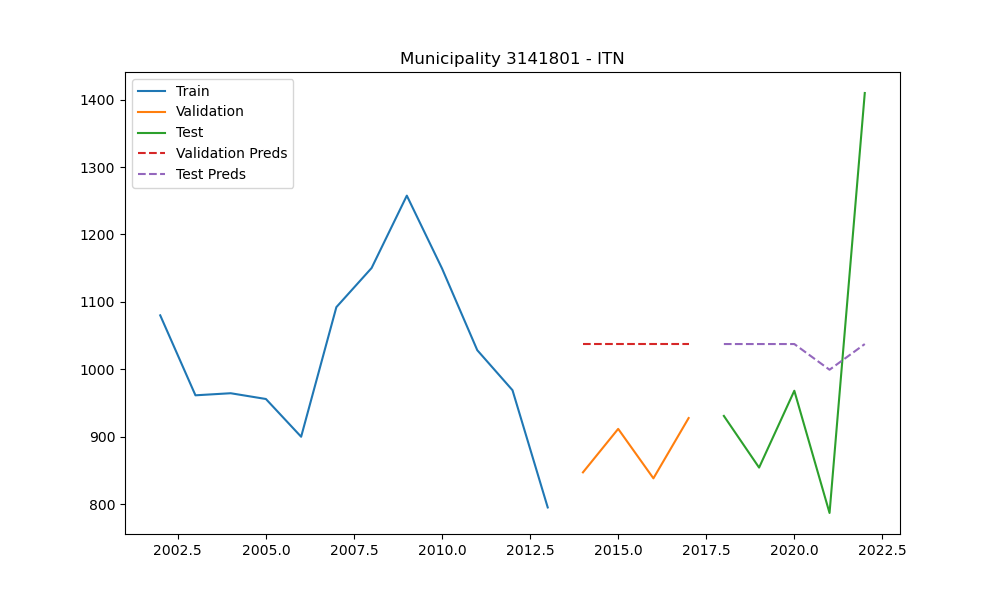 Municipality 3141801 - ITN
Train
Validation
Test
Validation Preds
Test Preds
1400
1300
1200
1100
1000
900
800
2002.5 2005.0 2007.5 2010.0 2012.5 2015.0 2017.5 2020.0 2022.5